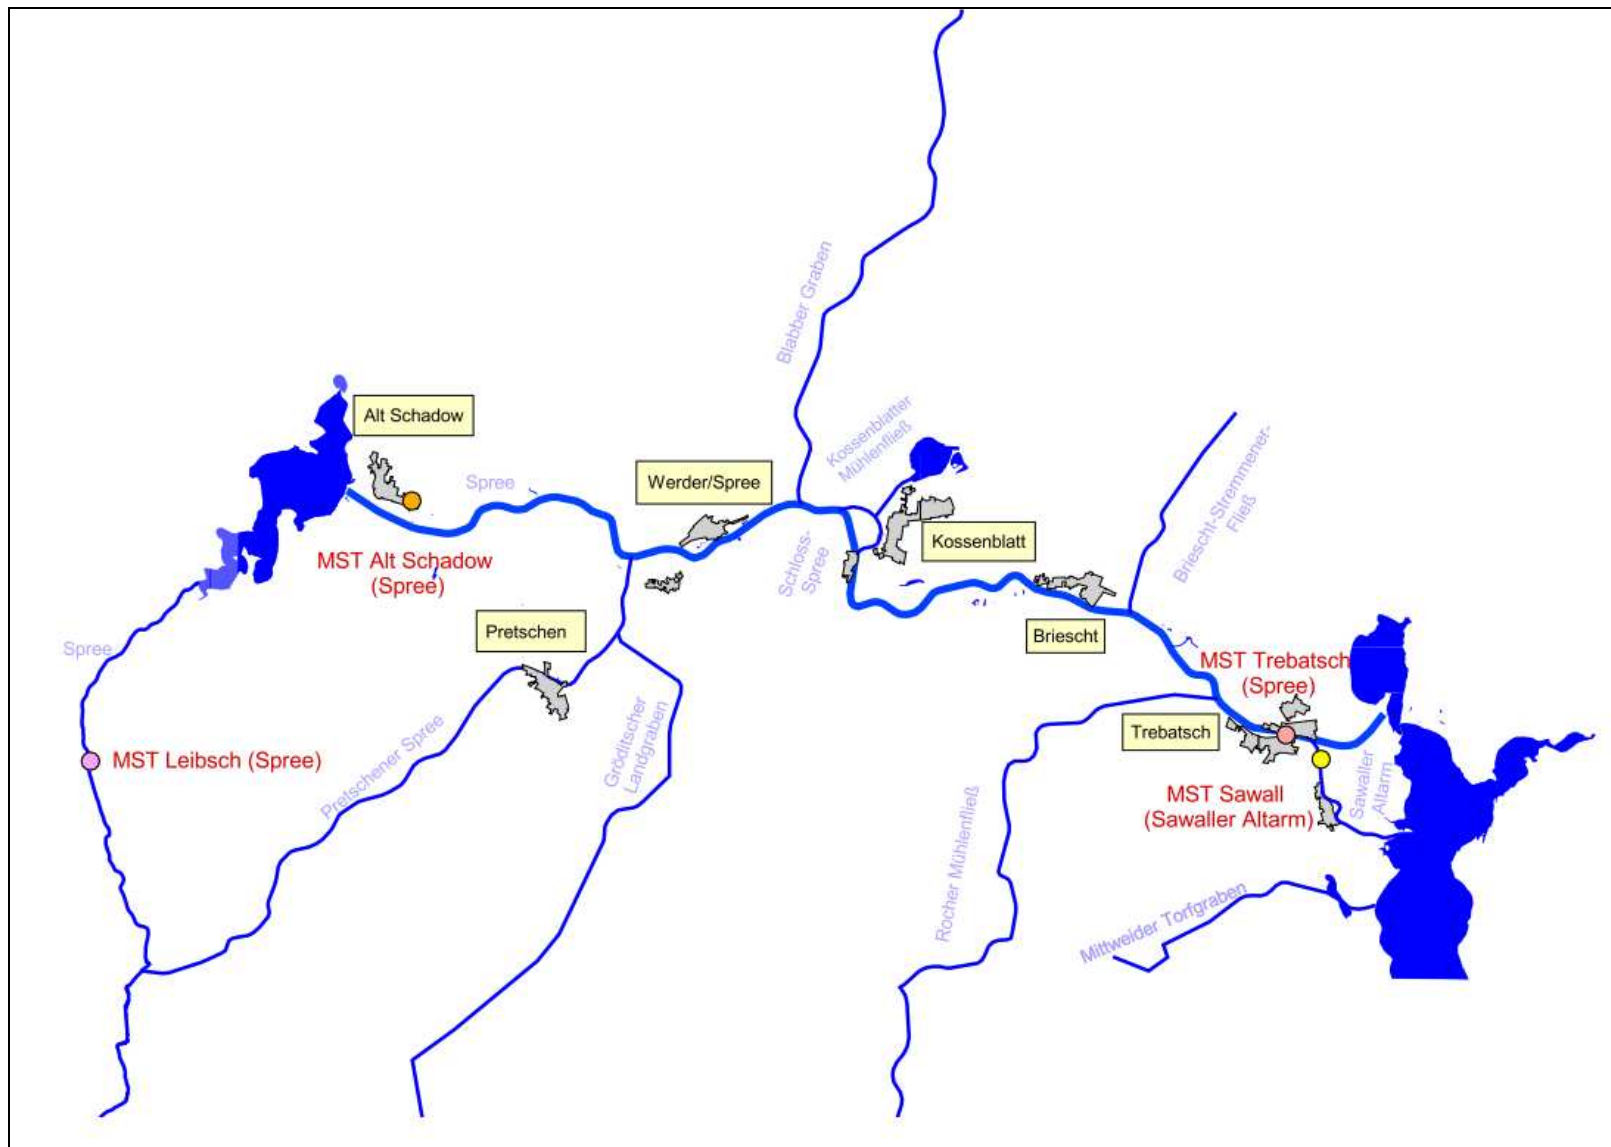 Blabber Graben
Alt Schadow
Kossenblatter
Mühlenfließ
Spree
Werder/Spree
Briescht-Stremmener-
Fließ
Kossenblatt
Schloss-
Spree
MST Alt Schadow
(Spree)
Pretschen
Briescht
Spree
MST Trebatsch
(Spree)
Trebatsch
Gröditscher
Landgraben
Pretschener Spree
MST Leibsch (Spree)
Sawaller
Altarm
MST Sawall
(Sawaller Altarm)
Rocher Mühlenfließ
Mittweider Torfgraben